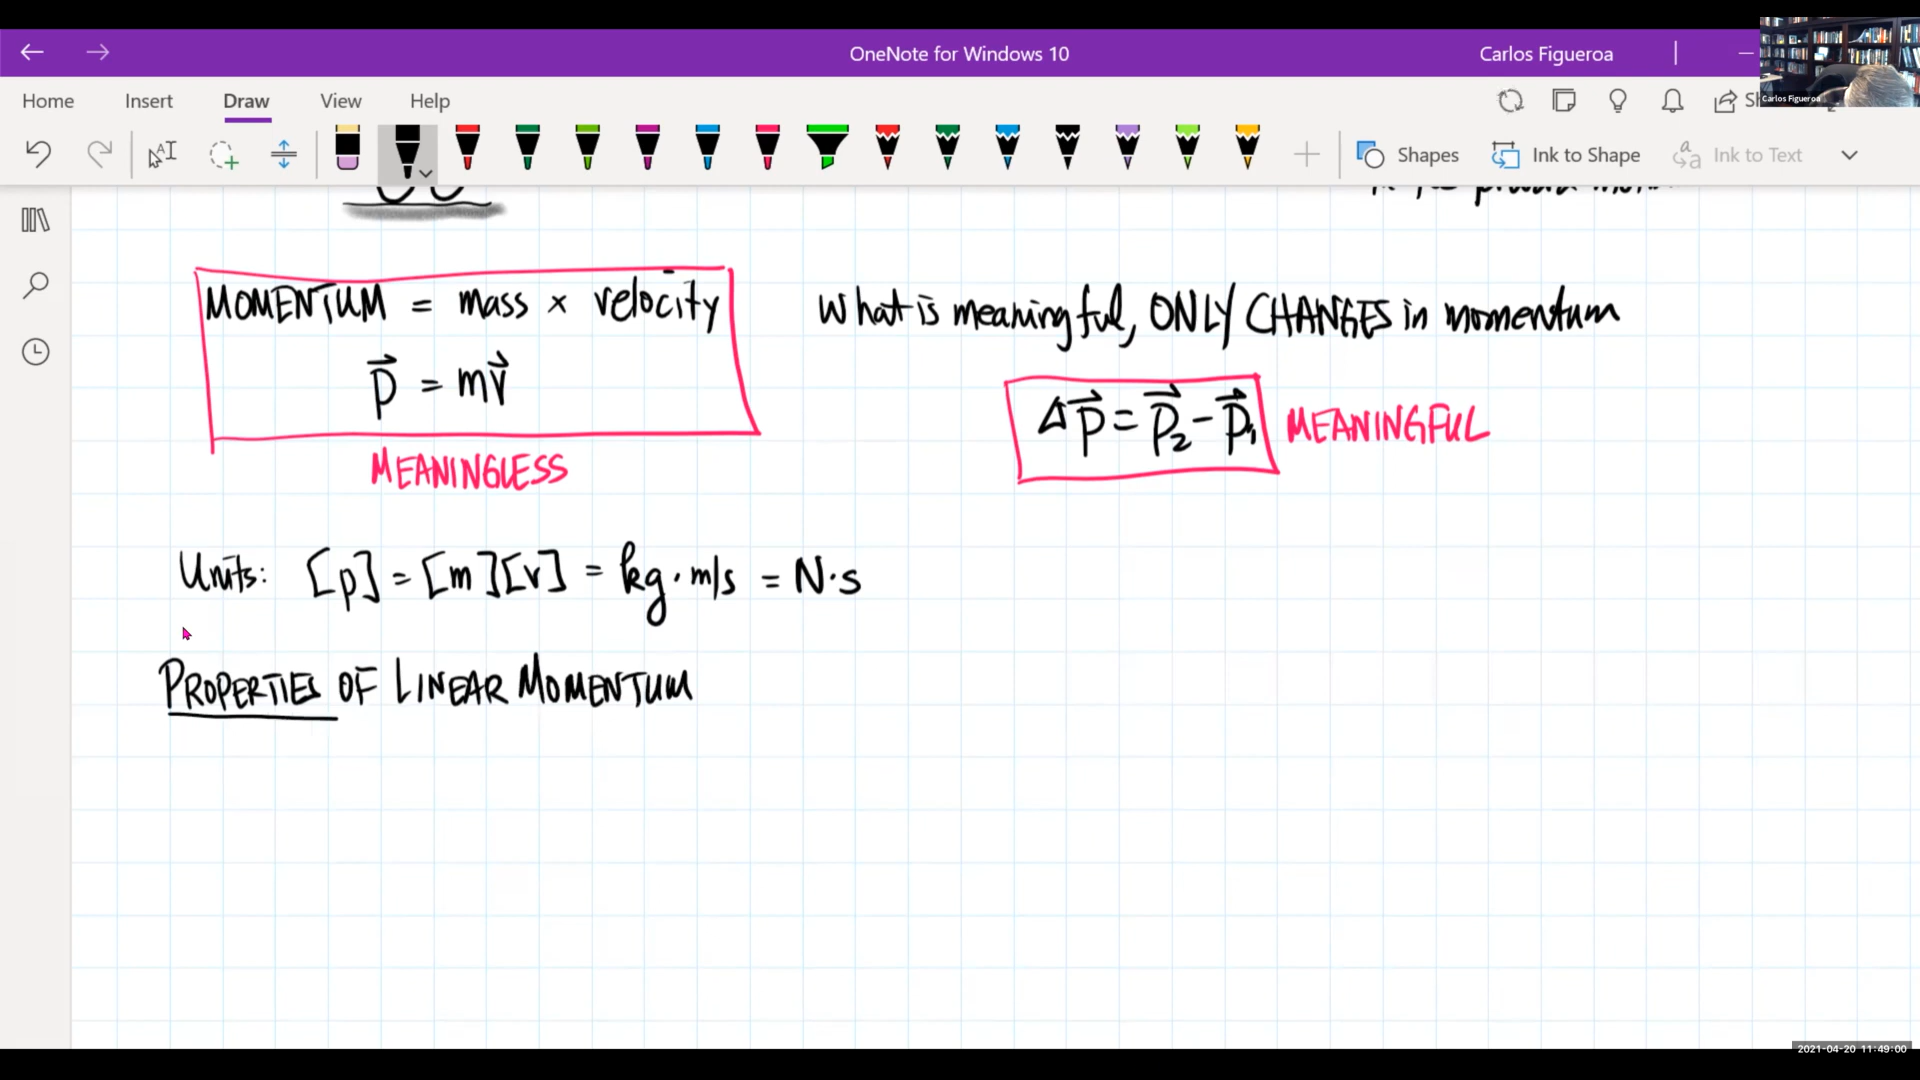 OneNote for Windows 10
Carlos Figueroa
Carlos Figueroa
Home Insert Draw View Help
Shapes Ink to Shape Ink to Text
MOMENTUM = mass × velocity
p⃗ = mv⃗
MEANINGLESS
What is meaningful, ONLY CHANGES in momentum
Δp⃗ = p⃗₂ - p⃗₁ MEANINGFUL
Units: [p] = [m][v] = kg·m/s = N·s
PROPERTIES OF LINEAR MOMENTUM
2021-04-20 11:49:00